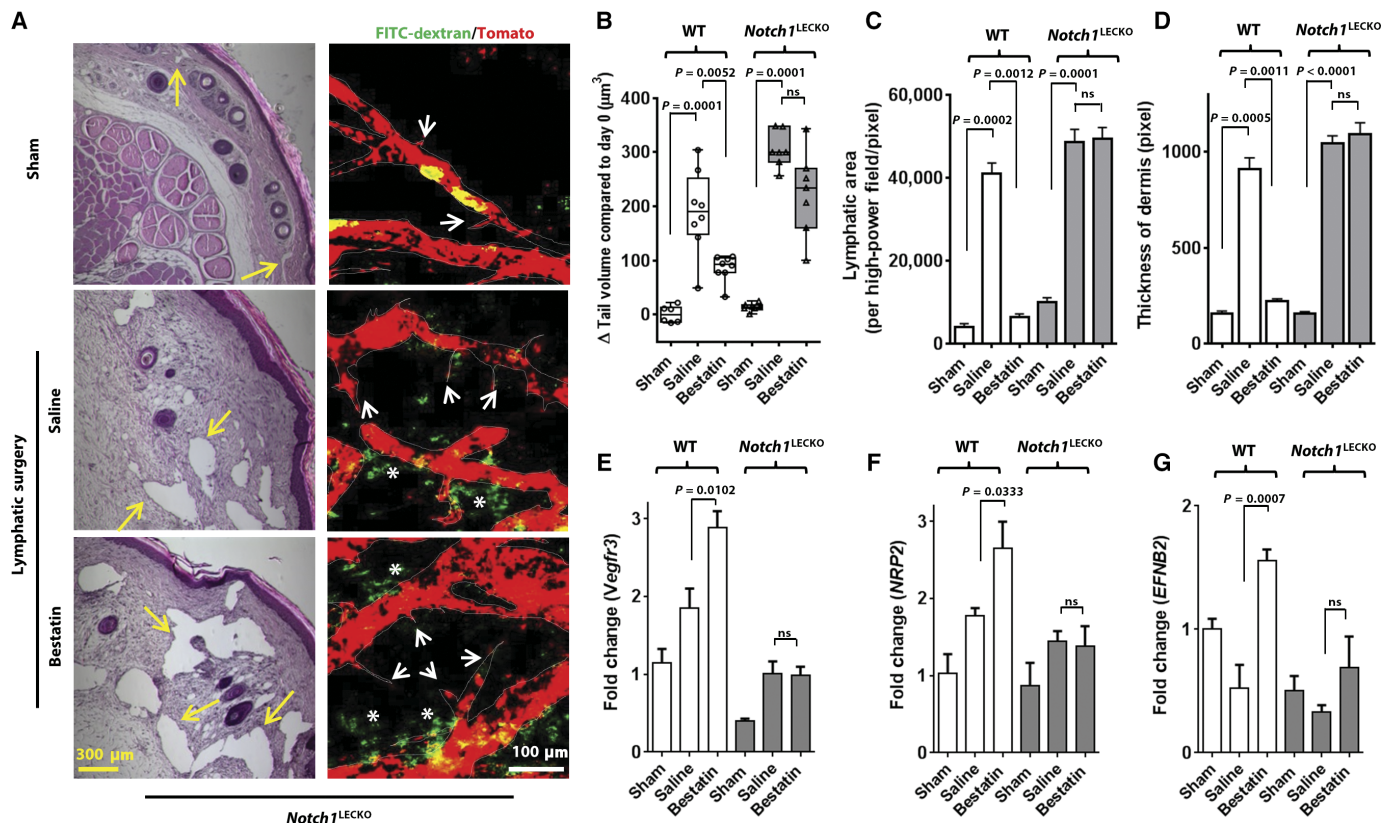 A
FITC-dextran/Tomato
Sham
Lymphatic surgery
Saline
Bestatin
300 µm
100 µm
Notch1LECKO
B
WT
Notch1LECKO
P = 0.0052
P = 0.0001
P = 0.0001
ns
Δ Tail volume compared to day 0 (µm3)
400
300
200
100
0
Sham
Saline
Bestatin
Sham
Saline
Bestatin
C
WT
Notch1LECKO
P = 0.0012
P = 0.0001
P = 0.0002
ns
Lymphatic area
(per high-power field/pixel)
60,000
40,000
20,000
0
Sham
Saline
Bestatin
Sham
Saline
Bestatin
D
WT
Notch1LECKO
P = 0.0011
P < 0.0001
P = 0.0005
ns
Thickness of dermis (pixel)
1000
500
0
Sham
Saline
Bestatin
Sham
Saline
Bestatin
E
WT
Notch1LECKO
P = 0.0102
ns
Fold change (Vegfr3)
3
2
1
0
Sham
Saline
Bestatin
Sham
Saline
Bestatin
F
WT
Notch1LECKO
P = 0.0333
ns
Fold change (NRP2)
3
2
1
0
Sham
Saline
Bestatin
Sham
Saline
Bestatin
G
WT
Notch1LECKO
P = 0.0007
ns
Fold change (EFNB2)
2
1
0
Sham
Saline
Bestatin
Sham
Saline
Bestatin